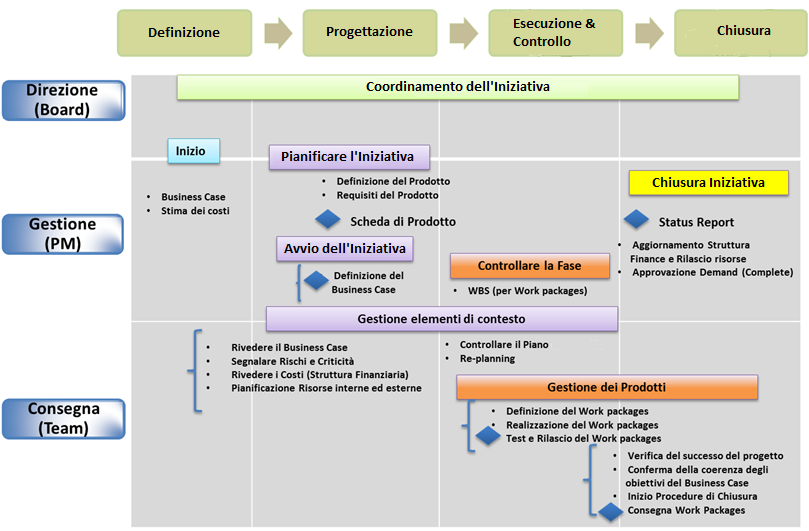 Definizione
Progettazione
Esecuzione &
Controllo
Chiusura
Direzione
(Board)
Coordinamento dell'Iniziativa
Inizio
Pianificare l'Iniziativa
• Business Case
• Stima dei costi
• Definizione del Prodotto
• Requisiti del Prodotto
Scheda di Prodotto
Chiusura Iniziativa
Status Report
• Aggiornamento Struttura
Finance e Rilascio risorse
• Approvazione Demand (Complete)
Gestione
(PM)
Avvio dell'Iniziativa
• Definizione del
Business Case
Controllare la Fase
• WBS (per Work packages)
Gestione elementi di contesto
• Rivedere il Business Case
• Segnalare Rischi e Criticità
• Rivedere i Costi (Struttura Finanziaria)
• Pianificazione Risorse interne ed esterne
• Controllare il Piano
• Re-planning
Consegna
(Team)
Gestione dei Prodotti
• Definizione del Work packages
• Realizzazione del Work packages
• Test e Rilascio del Work packages
• Verifica del successo del progetto
• Conferma della coerenza degli
obiettivi del Business Case
• Inizio Procedure di Chiusura
• Consegna Work Packages